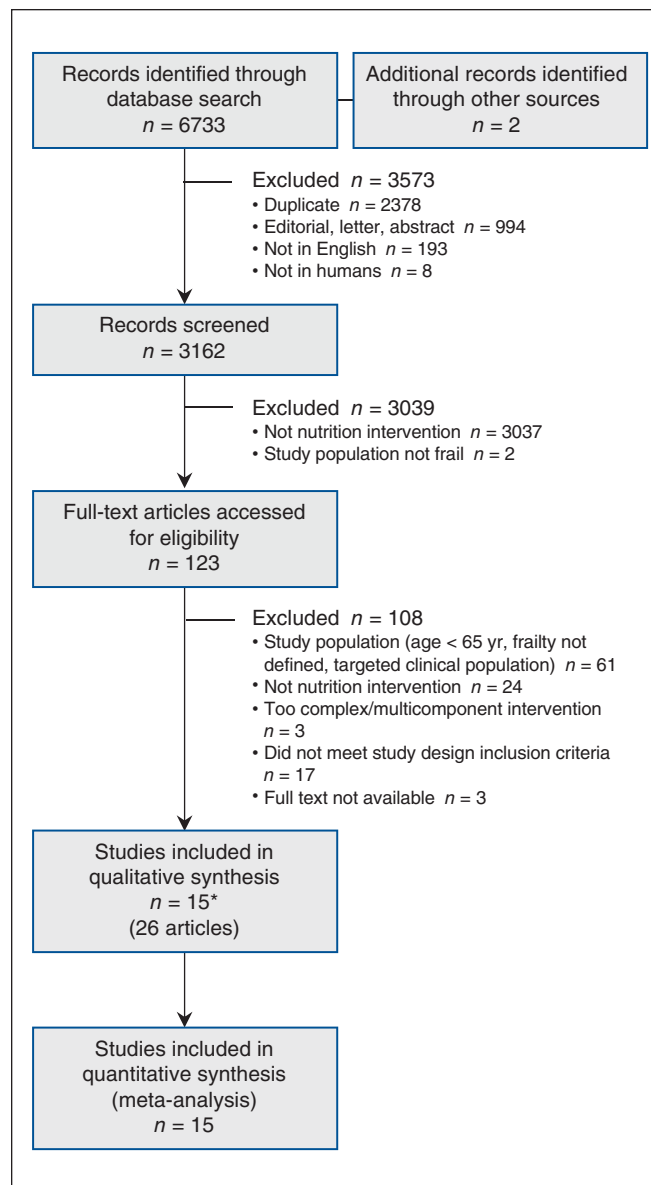 Records identified through
database search
n = 6733
Additional records identified
through other sources
n = 2
Excluded n = 3573
• Duplicate n = 2378
• Editorial, letter, abstract n = 994
• Not in English n = 193
• Not in humans n = 8
Records screened
n = 3162
Excluded n = 3039
• Not nutrition intervention n = 3037
• Study population not frail n = 2
Full-text articles accessed
for eligibility
n = 123
Excluded n = 108
• Study population (age < 65 yr, frailty not
defined, targeted clinical population) n = 61
• Not nutrition intervention n = 24
• Too complex/multicomponent intervention
n = 3
• Did not meet study design inclusion criteria
n = 17
• Full text not available n = 3
Studies included in
qualitative synthesis
n = 15*
(26 articles)
Studies included in
quantitative synthesis
(meta-analysis)
n = 15